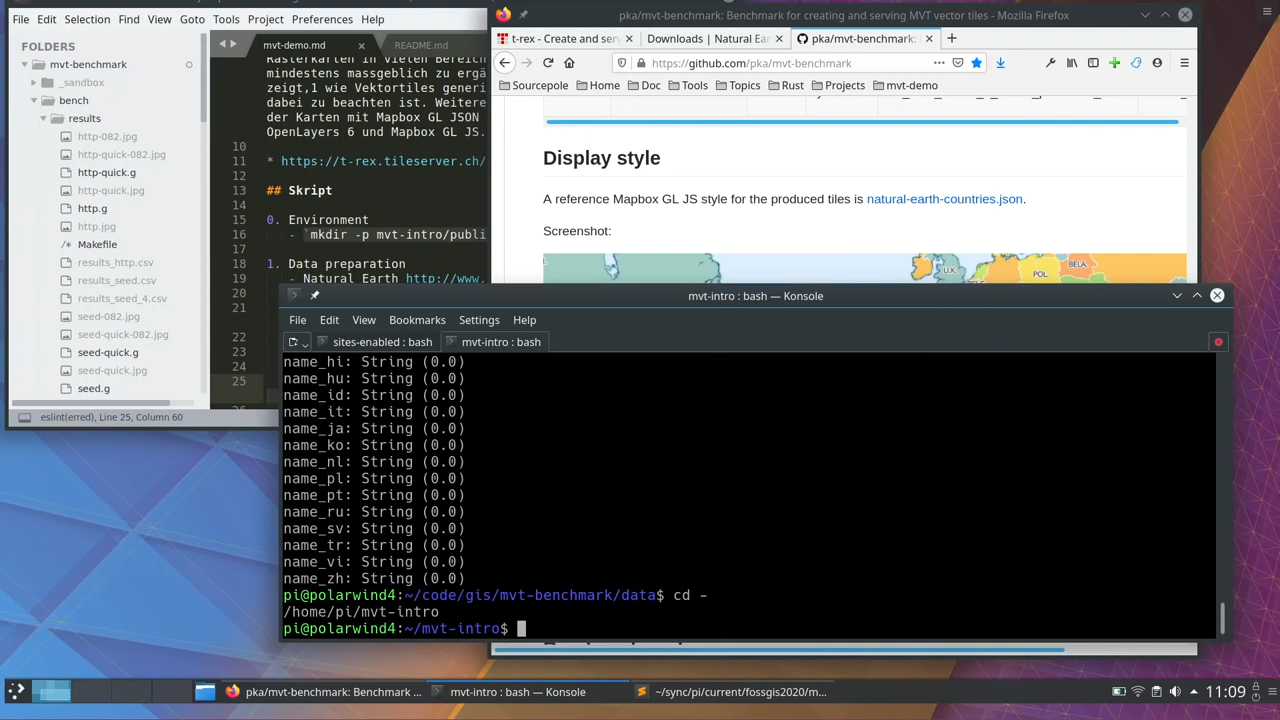 File Edit Selection Find View Goto Tools Project Preferences Help
FOLDERS
mvt-benchmark
_sandbox
bench
results
http-082.jpg
http-quick-082.jpg
http-quick.g
http-quick.jpg
http.g
http.jpg
Makefile
results_http.csv
results_seed.csv
results_seed_4.csv
seed-082.jpg
seed-quick-082.jpg
seed-quick.g
seed-quick.jpg
seed.g
seed.jpg
eslint(erred), Line 25, Column 60
mvt-demo.md
README.md
Rasterkarten in vielen Bereich
mindestens massgeblich zu ergä
zeigt,1 wie Vektortiles generi
dabei zu beachten ist. Weitere
der Karten mit Mapbox GL JSON
OpenLayers 6 und Mapbox GL JS.
10
11 * https://t-rex.tileserver.ch/
12
13 ## Skript
14
15 0. Environment
16 - `mkdir -p mvt-intro/publi
17
18 1. Data preparation
19 - Natural Earth http://www.
20
21
22
23
24
25
pka/mvt-benchmark: Benchmark for creating and serving MVT vector tiles - Mozilla Firefox
t-rex - Create and ser
Downloads | Natural Ear
pka/mvt-benchmark:
https://github.com/pka/mvt-benchmark
Sourcepole Home Doc Tools Topics Rust Projects mvt-demo
Display style
A reference Mapbox GL JS style for the produced tiles is natural-earth-countries.json.
Screenshot:
U.K.
POL.
BELA.
mvt-intro : bash — Konsole
File Edit View Bookmarks Settings Help
sites-enabled : bash
mvt-intro : bash
name_hi: String (0.0)
name_hu: String (0.0)
name_id: String (0.0)
name_it: String (0.0)
name_ja: String (0.0)
name_ko: String (0.0)
name_nl: String (0.0)
name_pl: String (0.0)
name_pt: String (0.0)
name_ru: String (0.0)
name_sv: String (0.0)
name_tr: String (0.0)
name_vi: String (0.0)
name_zh: String (0.0)
pi@polarwind4:~/code/gis/mvt-benchmark/data$ cd -
/home/pi/mvt-intro
pi@polarwind4:~/mvt-intro$
pka/mvt-benchmark: Benchmark ...
mvt-intro : bash — Konsole
~/sync/pi/current/fossgis2020/m...
11:09